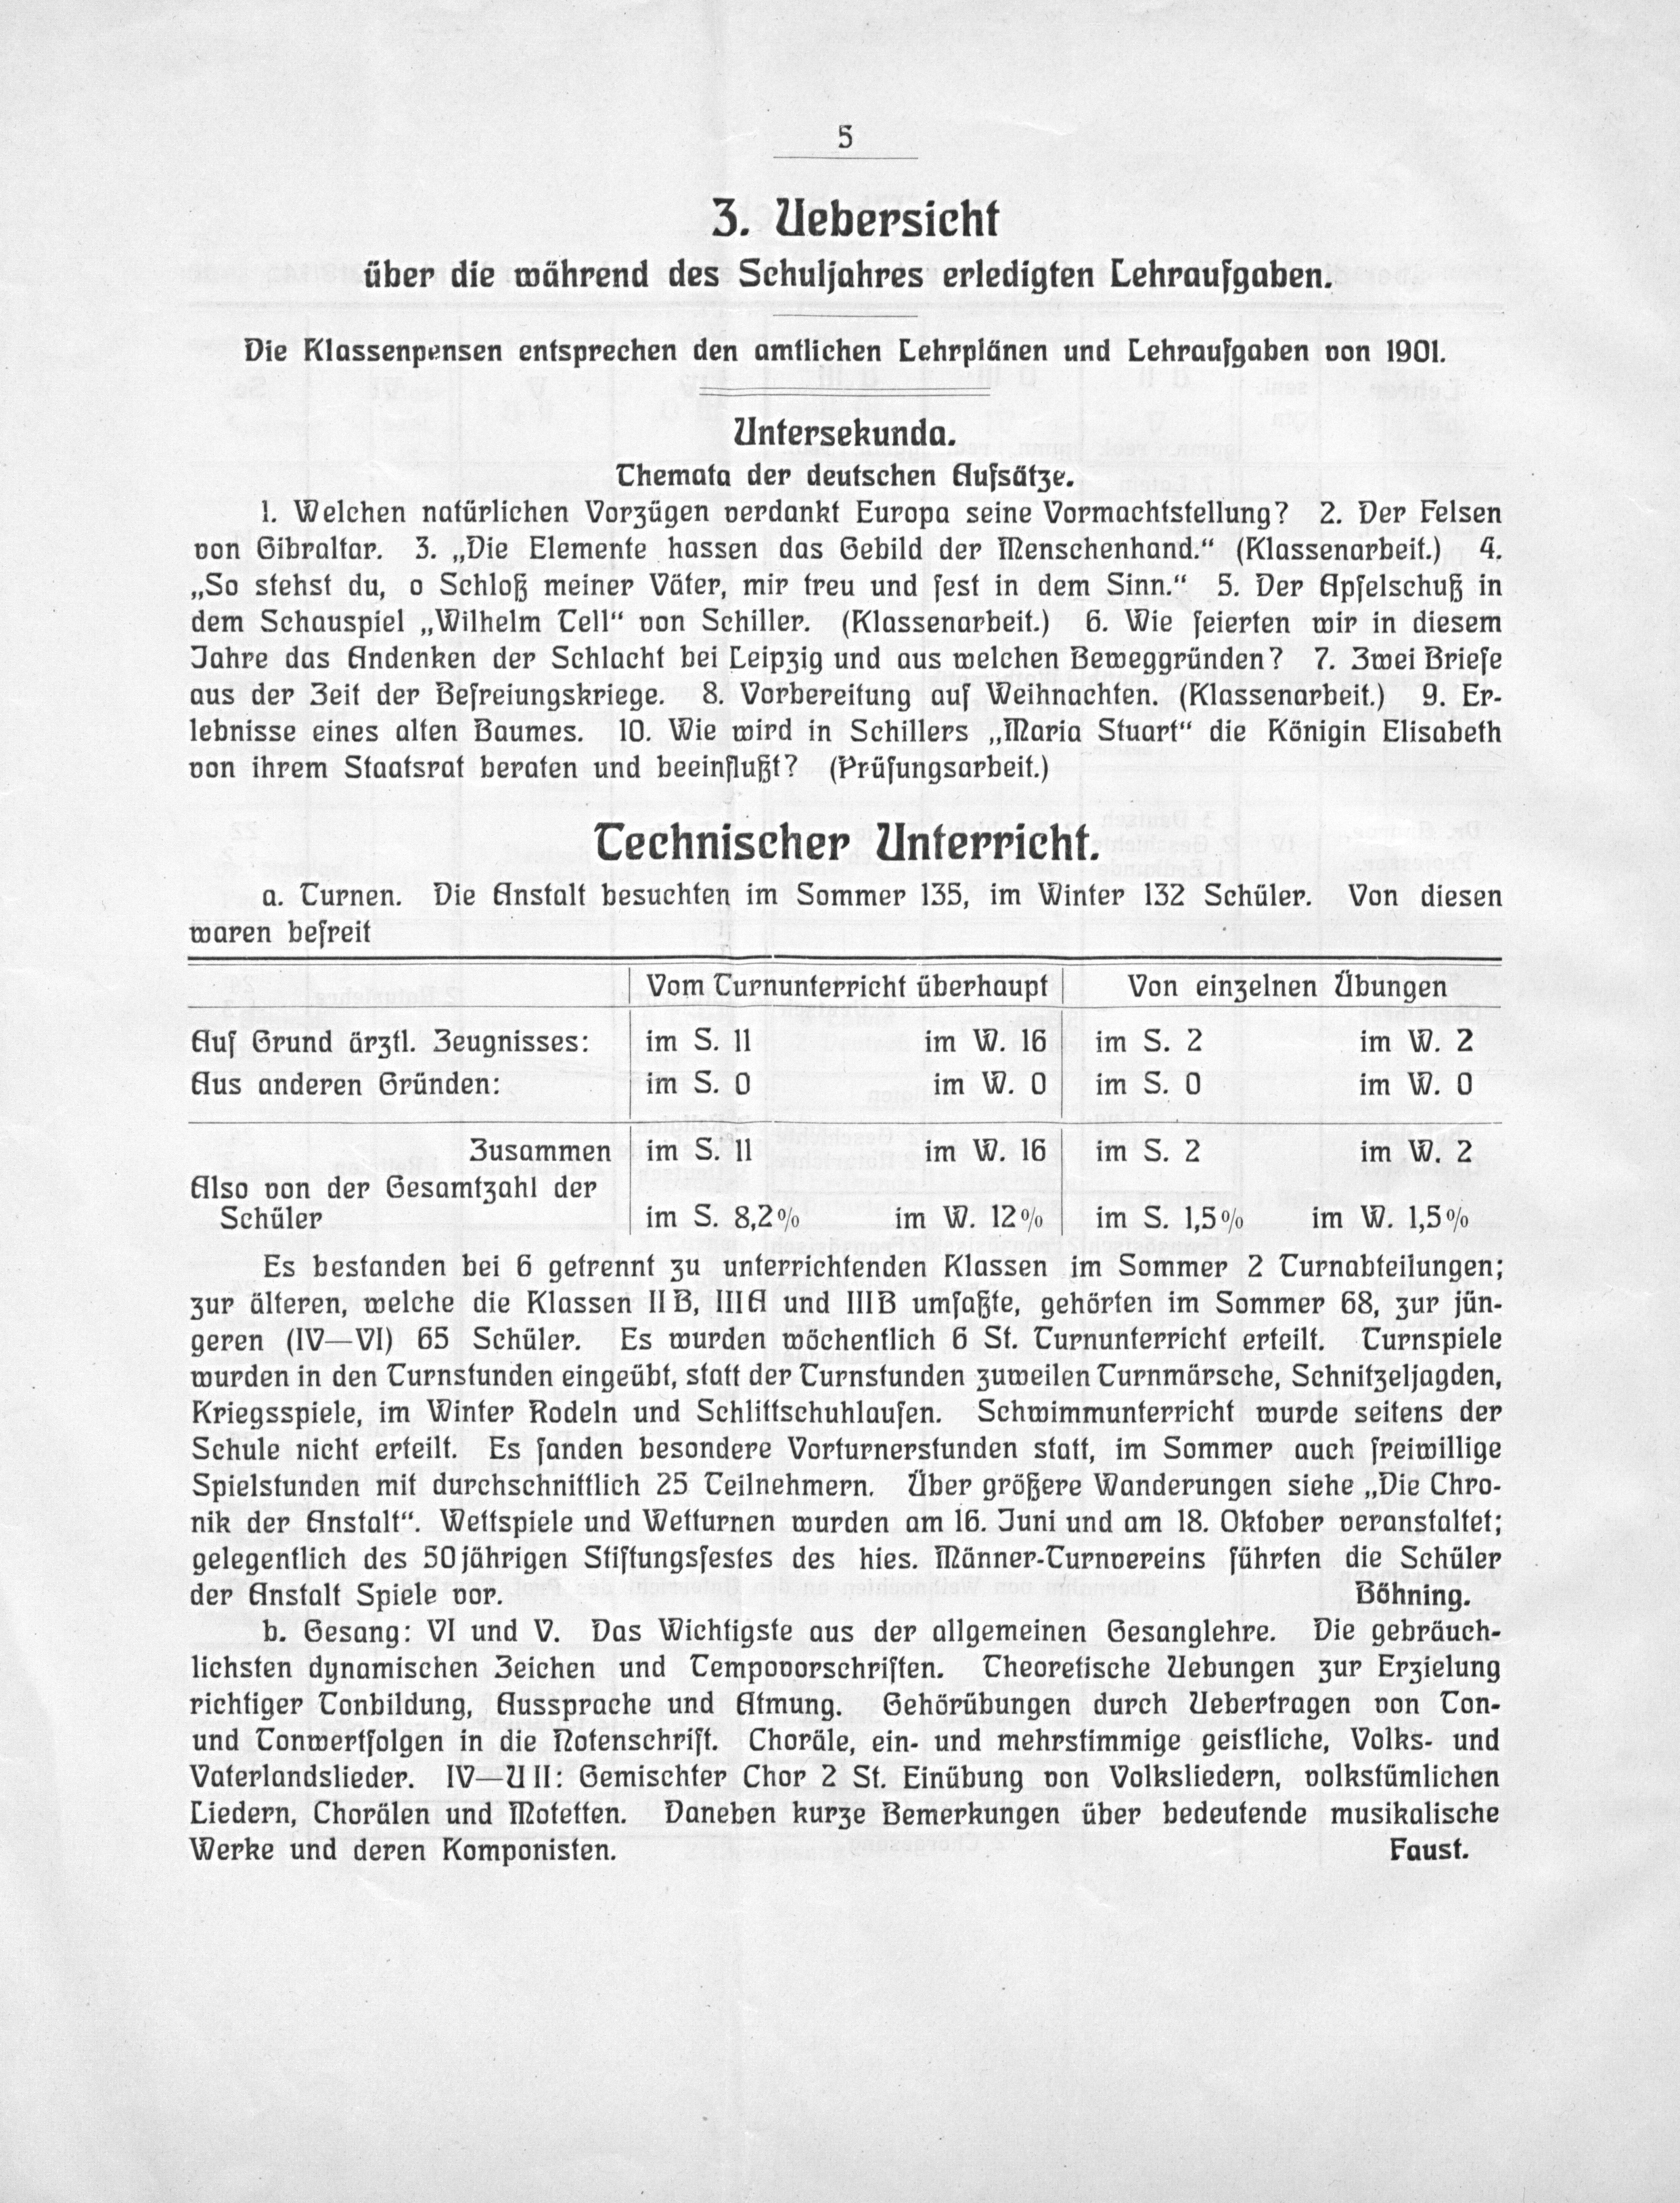 5
3. Uebersicht
über die während des Schuljahres erledigten Lehraufgaben.
Die Klassenpensen entsprechen den amtlichen Lehrplänen und Lehraufgaben von 1901.
Untersekunda.
Themata der deutschen Aufsätze.
1. Welchen natürlichen Vorzügen verdankt Europa seine Vormachtstellung? 2. Der Felsen
von Gibraltar. 3. „Die Elemente hassen das Gebild der Menschenhand.“ (Klassenarbeit.) 4.
„So stehst du, o Schloß meiner Väter, mir treu und fest in dem Sinn.“ 5. Der Apfelschuß in
dem Schauspiel „Wilhelm Tell“ von Schiller. (Klassenarbeit.) 6. Wie feierten wir in diesem
Jahre das Andenken der Schlacht bei Leipzig und aus welchen Beweggründen? 7. Zwei Briefe
aus der Zeit der Befreiungskriege. 8. Vorbereitung auf Weihnachten. (Klassenarbeit.) 9. Er-
lebnisse eines alten Baumes. 10. Wie wird in Schillers „Maria Stuart“ die Königin Elisabeth
von ihrem Staatsrat beraten und beeinflußt? (Prüfungsarbeit.)
Technischer Unterricht.
a. Turnen. Die Anstalt besuchten im Sommer 135, im Winter 132 Schüler. Von diesen
waren befreit
Vom Turnunterricht überhaupt Von einzelnen Übungen
Auf Grund ärztl. Zeugnisses: im S. 11 im W. 16 im S. 2 im W. 2
Aus anderen Gründen: im S. 0 im W. 0 im S. 0 im W. 0
Zusammen im S. 11 im W. 16 im S. 2 im W. 2
Also von der Gesamtzahl der
Schüler im S. 8,2% im W. 12% im S. 1,5% im W. 1,5%
Es bestanden bei 6 getrennt zu unterrichtenden Klassen im Sommer 2 Turnabteilungen;
zur älteren, welche die Klassen IIB, IIIA und IIIB umfaßte, gehörten im Sommer 68, zur jün-
geren (IV—VI) 65 Schüler. Es wurden wöchentlich 6 St. Turnunterricht erteilt. Turnspiele
wurden in den Turnstunden eingeübt, statt der Turnstunden zuweilen Turnmärsche, Schnitzeljagden,
Kriegsspiele, im Winter Rodeln und Schlittschuhlaufen. Schwimmunterricht wurde seitens der
Schule nicht erteilt. Es fanden besondere Vorturnerstunden statt, im Sommer auch freiwillige
Spielstunden mit durchschnittlich 25 Teilnehmern. Über größere Wanderungen siehe „Die Chro-
nik der Anstalt“. Wettspiele und Wetturnen wurden am 16. Juni und am 18. Oktober veranstaltet;
gelegentlich des 50jährigen Stiftungsfestes des hies. Männer-Turnvereins führten die Schüler
der Anstalt Spiele vor. Böhning.
b. Gesang: VI und V. Das Wichtigste aus der allgemeinen Gesanglehre. Die gebräuch-
lichsten dynamischen Zeichen und Tempovorschriften. Theoretische Uebungen zur Erzielung
richtiger Tonbildung, Aussprache und Atmung. Gehörübungen durch Uebertragen von Ton-
und Tonwertfolgen in die Notenschrift. Choräle, ein- und mehrstimmige geistliche, Volks- und
Vaterlandslieder. IV—UII: Gemischter Chor 2 St. Einübung von Volksliedern, volkstümlichen
Liedern, Chorälen und Motetten. Daneben kurze Bemerkungen über bedeutende musikalische
Werke und deren Komponisten. Faust.